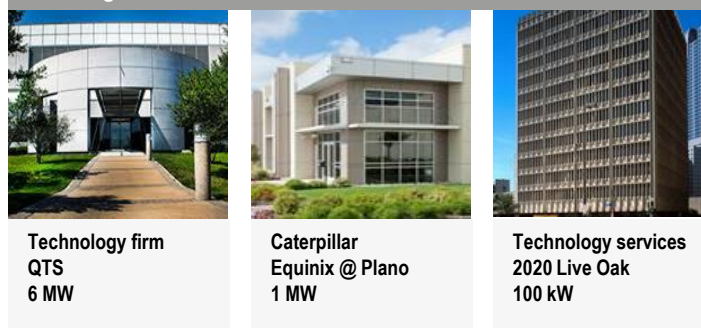 Technology firm
QTS
6 MW
Caterpillar
Equinix @ Plano
1 MW
Technology services
2020 Live Oak
100 kW